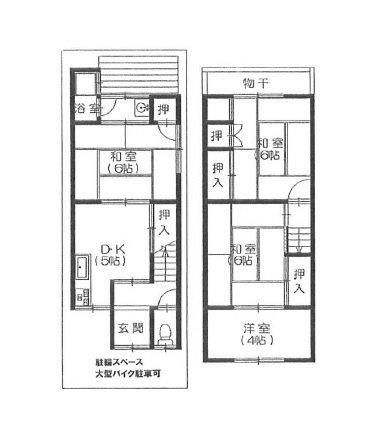 浴室
押
和室
(6帖)
押入
D·K
(5帖)
玄関
駐輪スペース
大型バイク駐車可
物干
押
和室
(6帖)
押入
和室
(6帖)
押入
洋室
(4帖)